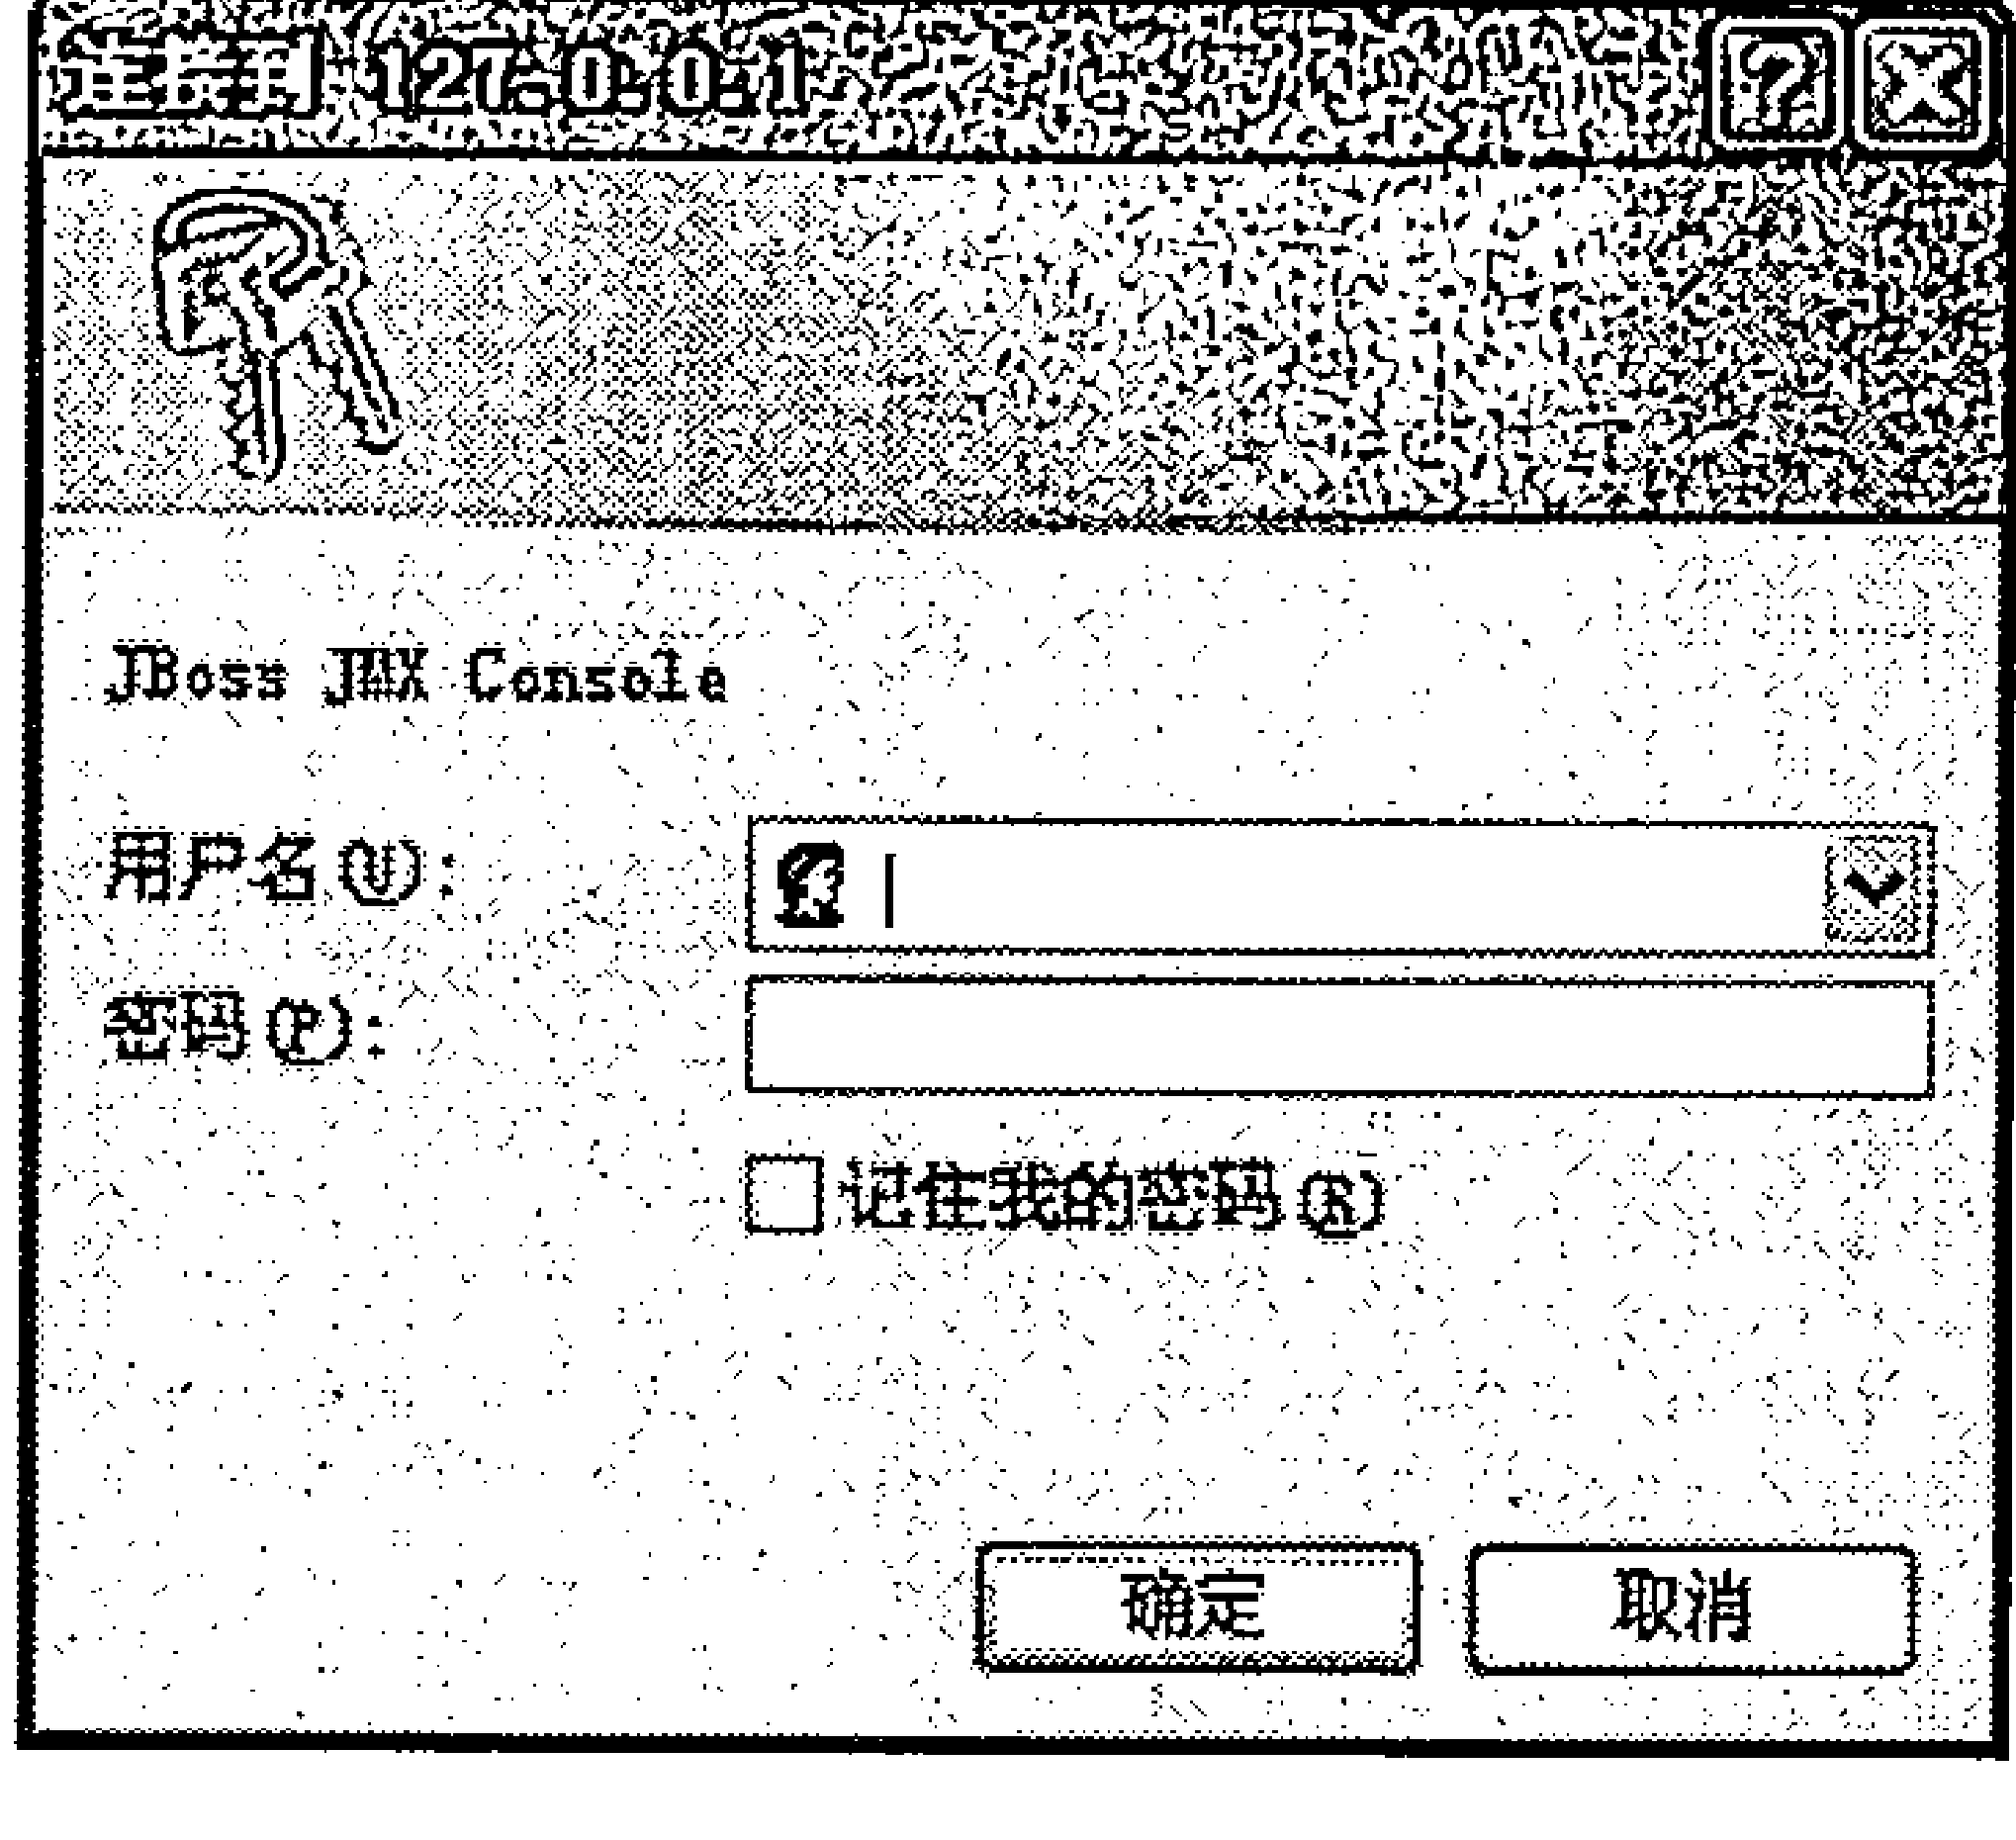 连接到 127.0.0.1
JBoss JMX Console
用户名(U):
密码(P):
记住我的密码(R)
确定 取消